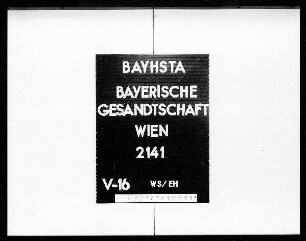 BAYHSTA
BAYERISCHE
GESANDTSCHAFT
WIEN
2141
V-16 WS/EH